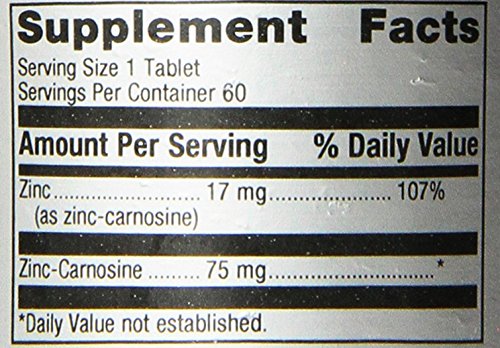 Supplement Facts
Serving Size 1 Tablet
Servings Per Container 60
Amount Per Serving % Daily Value
Zinc.................... 17 mg..................... 107%
(as zinc-carnosine)
Zinc-Carnosine ......... 75 mg.............................*
*Daily Value not established.